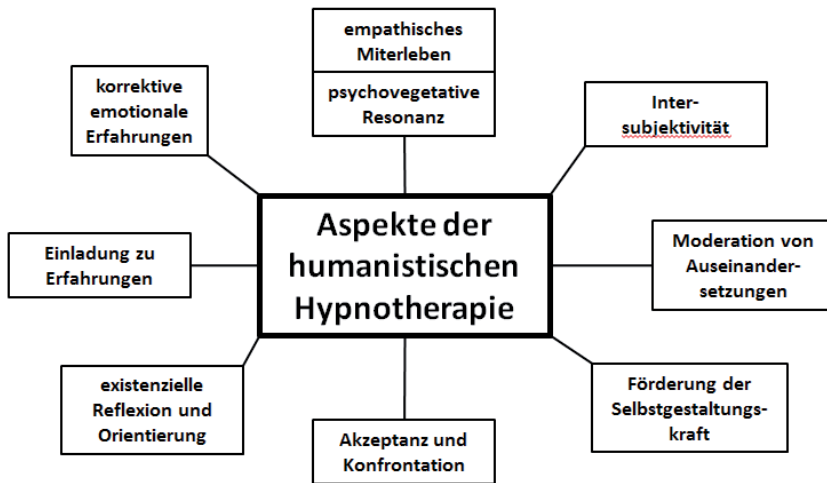 empathisches
Miterleben
psychovegetative
Resonanz
korrektive
emotionale
Erfahrungen
Inter-
subjektivität
Aspekte der
humanistischen
Hypnotherapie
Einladung zu
Erfahrungen
Moderation von
Auseinander-
setzungen
existenzielle
Reflexion und
Orientierung
Akzeptanz und
Konfrontation
Förderung der
Selbstgestaltungs-
kraft